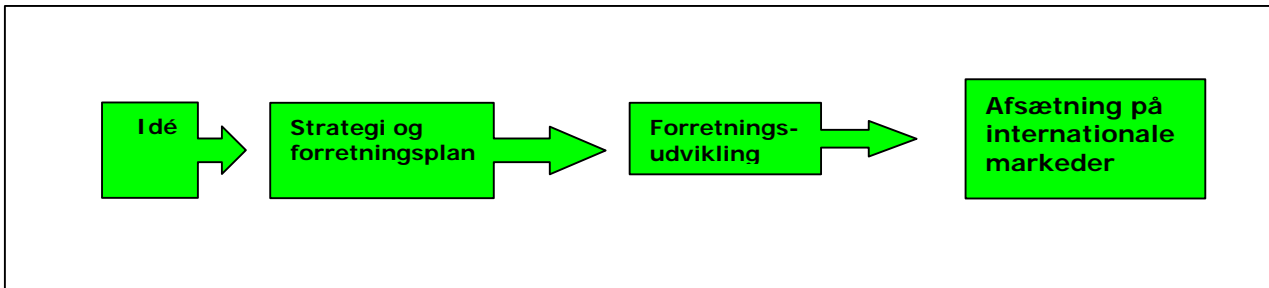 Idé
Strategi og
forretningsplan
Forretnings-
udvikling
Afsætning på
internationale
markeder